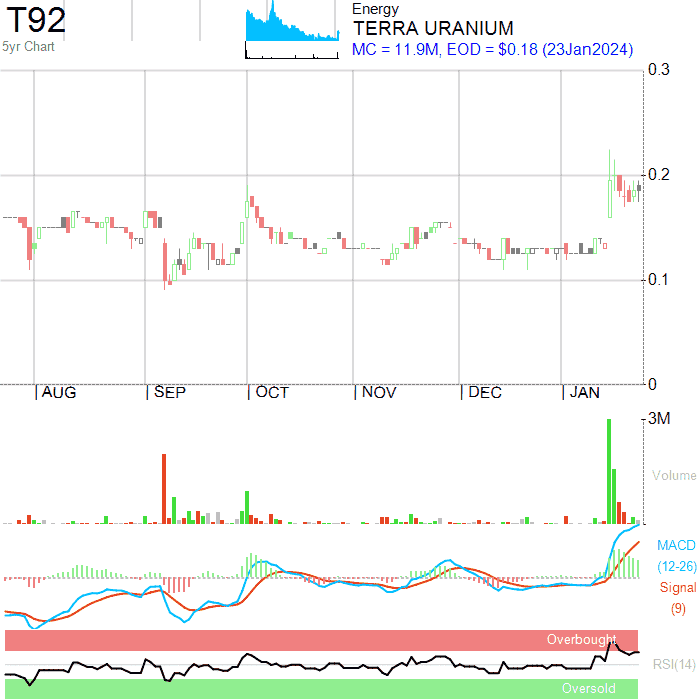 T92
5yr Chart
Energy
TERRA URANIUM
MC = 11.9M, EOD = $0.18 (23Jan2024)
0.3
0.2
0.1
0
AUG SEP OCT NOV DEC JAN
3M
Volume
MACD
(12-26)
Signal
(9)
Overbought
RSI(14)
Oversold